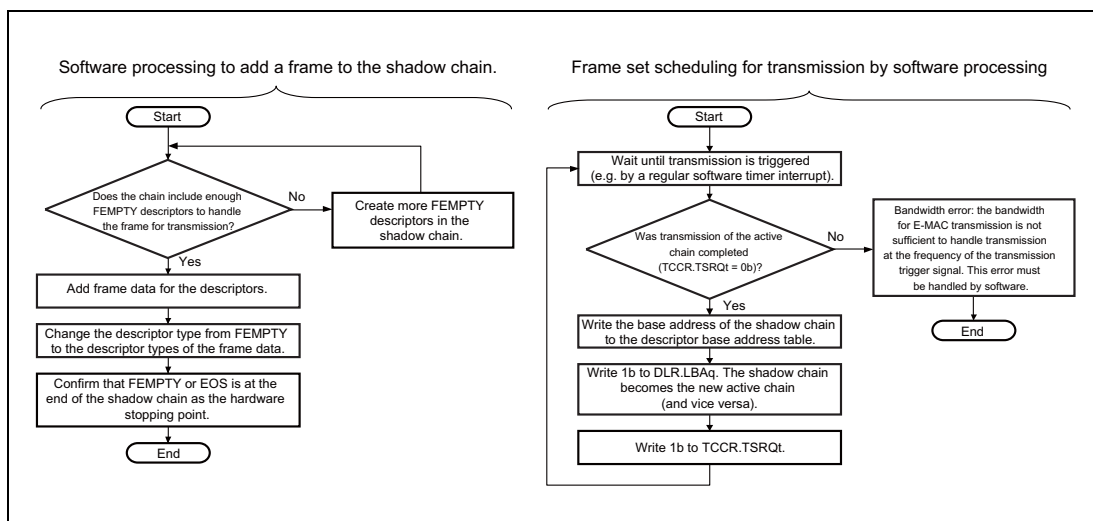 Software processing to add a frame to the shadow chain.
Start
Does the chain include enough
FEMPTY descriptors to handle
the frame for transmission?
No
Create more FEMPTY
descriptors in the
shadow chain.
Yes
Add frame data for the descriptors.
Change the descriptor type from FEMPTY
to the descriptor types of the frame data.
Confirm that FEMPTY or EOS is at the
end of the shadow chain as the hardware
stopping point.
End
Frame set scheduling for transmission by software processing
Start
Wait until transmission is triggered
(e.g. by a regular software timer interrupt).
Was transmission of the active
chain completed
(TCCR.TSRQt = 0b)?
No
Bandwidth error: the bandwidth
for E-MAC transmission is not
sufficient to handle transmission
at the frequency of the transmission
trigger signal. This error must
be handled by software.
End
Yes
Write the base address of the shadow chain
to the descriptor base address table.
Write 1b to DLR.LBAq. The shadow chain
becomes the new active chain
(and vice versa).
Write 1b to TCCR.TSRQt.